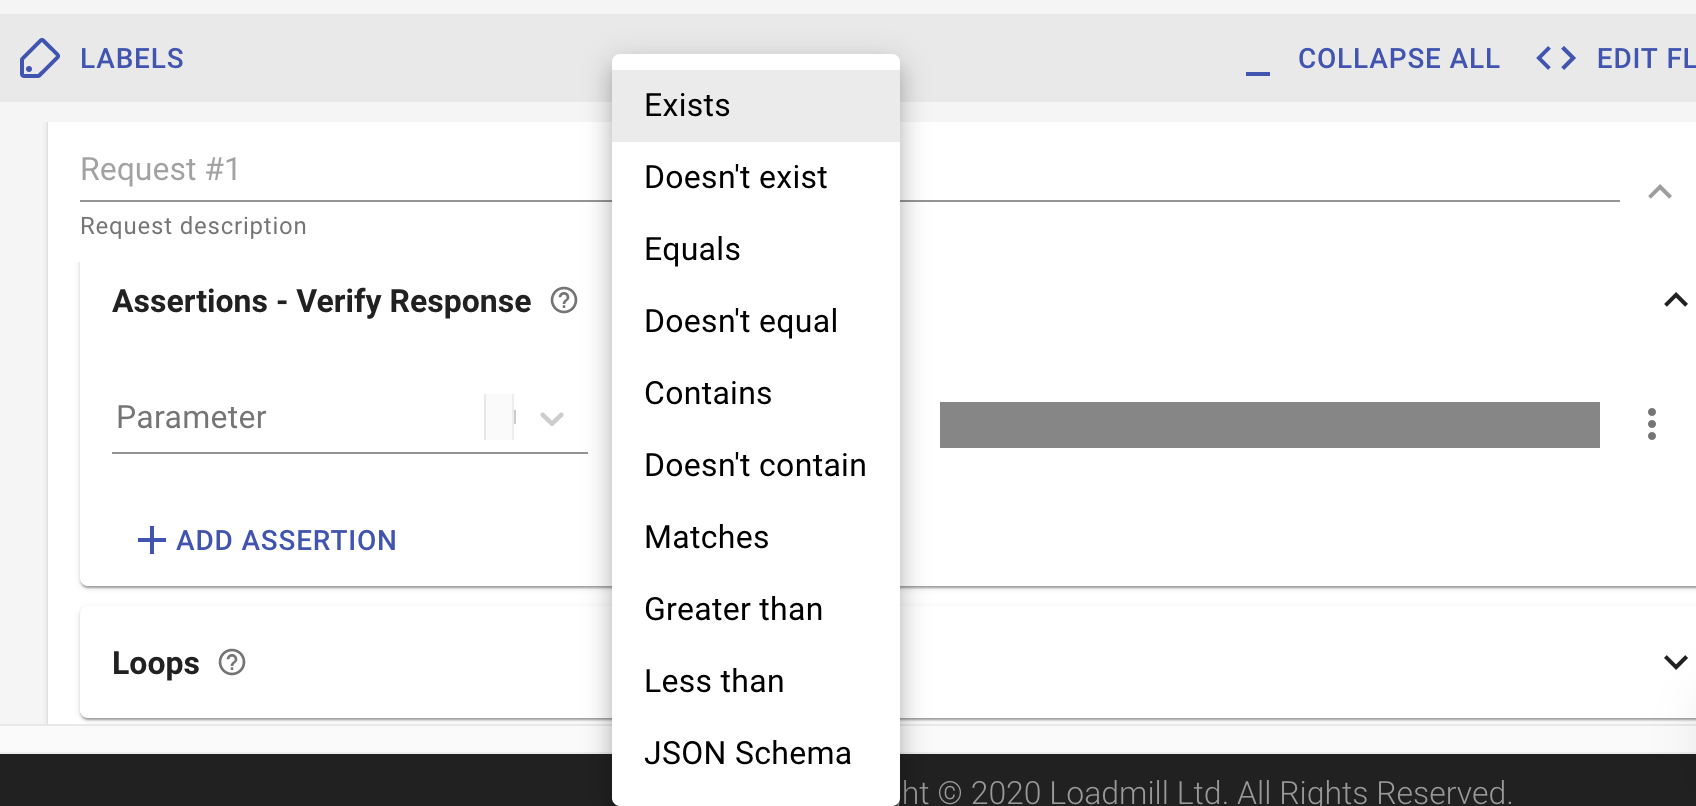 LABELS
COLLAPSE ALL
EDIT FL
Request #1
Request description
Assertions - Verify Response
Parameter
ADD ASSERTION
Loops
Exists
Doesn't exist
Equals
Doesn't equal
Contains
Doesn't contain
Matches
Greater than
Less than
JSON Schema
ht © 2020 Loadmill Ltd. All Rights Reserved.